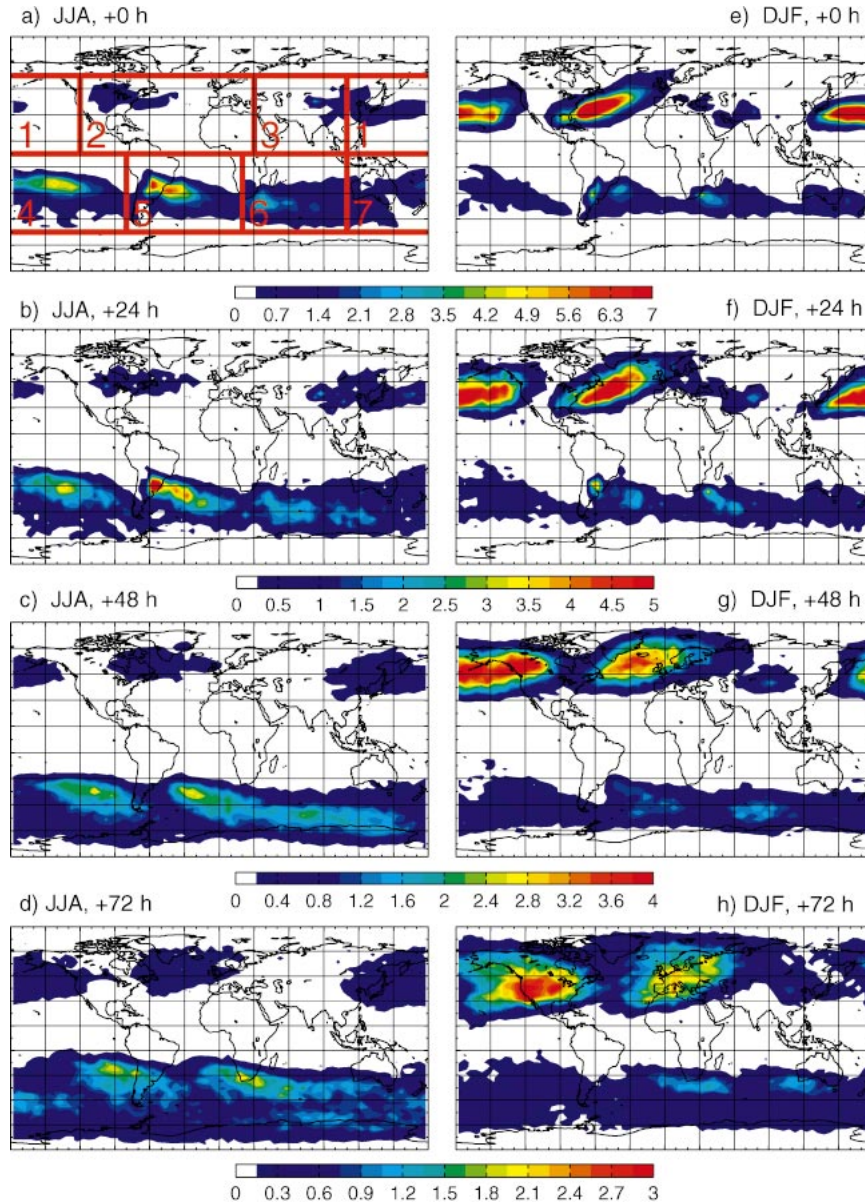 a) JJA, +0 h
e) DJF, +0 h
1 2 3 1
4 5 6 7
0 0.7 1.4 2.1 2.8 3.5 4.2 4.9 5.6 6.3 7
b) JJA, +24 h
f) DJF, +24 h
0 0.5 1 1.5 2 2.5 3 3.5 4 4.5 5
c) JJA, +48 h
g) DJF, +48 h
0 0.4 0.8 1.2 1.6 2 2.4 2.8 3.2 3.6 4
d) JJA, +72 h
h) DJF, +72 h
0 0.3 0.6 0.9 1.2 1.5 1.8 2.1 2.4 2.7 3